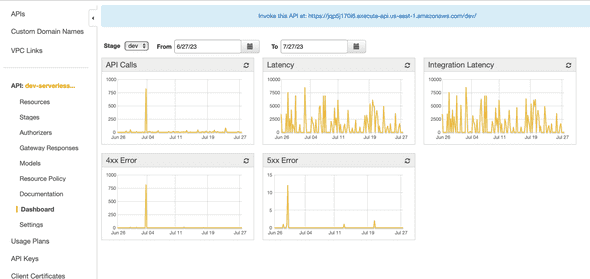 APIs
Custom Domain Names
VPC Links
API: dev-serverless...
Resources
Stages
Authorizers
Gateway Responses
Models
Resource Policy
Documentation
Dashboard
Settings
Usage Plans
API Keys
Client Certificates
Invoke this API at: https://jqp5j170i6.execute-api.us-east-1.amazonaws.com/dev/
Stage dev From 6/27/23 To 7/27/23
API Calls
1000
750
500
250
0
Jun 26 Jul 04 Jul 11 Jul 19 Jul 27
Latency
10000
7500
5000
2500
0
Jun 26 Jul 04 Jul 11 Jul 19 Jul 27
Integration Latency
10000
7500
5000
2500
0
Jun 26 Jul 04 Jul 11 Jul 19 Jul 27
4xx Error
1000
750
500
250
0
Jun 26 Jul 04 Jul 11 Jul 19 Jul 27
5xx Error
15
10
5
0
Jun 26 Jul 04 Jul 11 Jul 19 Jul 27